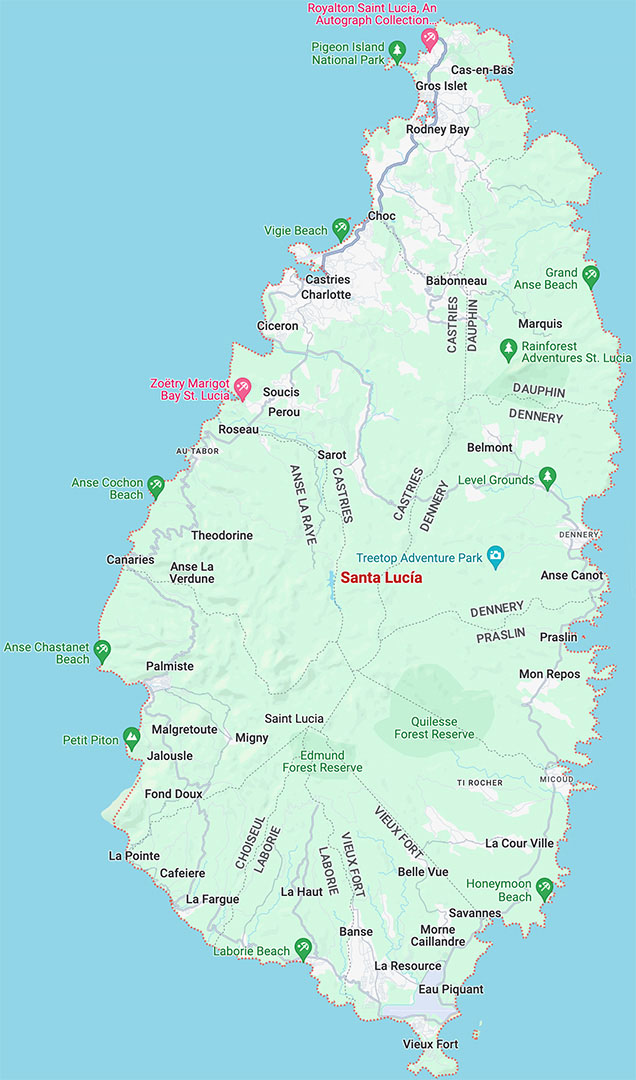 Royalton Saint Lucia, An
Autograph Collection...
Pigeon Island
National Park
Cas-en-Bas
Gros Islet
Rodney Bay
Choc
Vigie Beach
Castries
Charlotte
Babonneau
Grand
Anse Beach
CASTRIES
DAUPHIN
Ciceron
Marquis
Rainforest
Adventures St. Lucia
Zoëtry Marigot
Bay St. Lucia
Soucis
Perou
DAUPHIN
DENNERY
Roseau
AU TABOR
Sarot
Belmont
ANSE LA RAYE
CASTRIES
CASTRIES
DENNERY
Level Grounds
Anse Cochon
Beach
Theodorine
DENNERY
Canaries
Anse La
Verdune
Treetop Adventure Park
Santa Lucía
Anse Canot
DENNERY
PRASLIN
Praslin
Anse Chastanet
Beach
Palmiste
Mon Repos
Saint Lucia
Quilesse
Forest Reserve
Malgretoute
Migny
Petit Piton
Jalousle
Edmund
Forest Reserve
TI ROCHER
MICOUD
Fond Doux
CHOISEUL
LABORIE
VIEUX FORT
LABORIE
VIEUX FORT
La Cour Ville
La Pointe
Cafeiere
Belle Vue
La Fargue
La Haut
Honeymoon
Beach
Savannes
Banse
Morne
Caillandre
Laborie Beach
La Resource
Eau Piquant
Vieux Fort